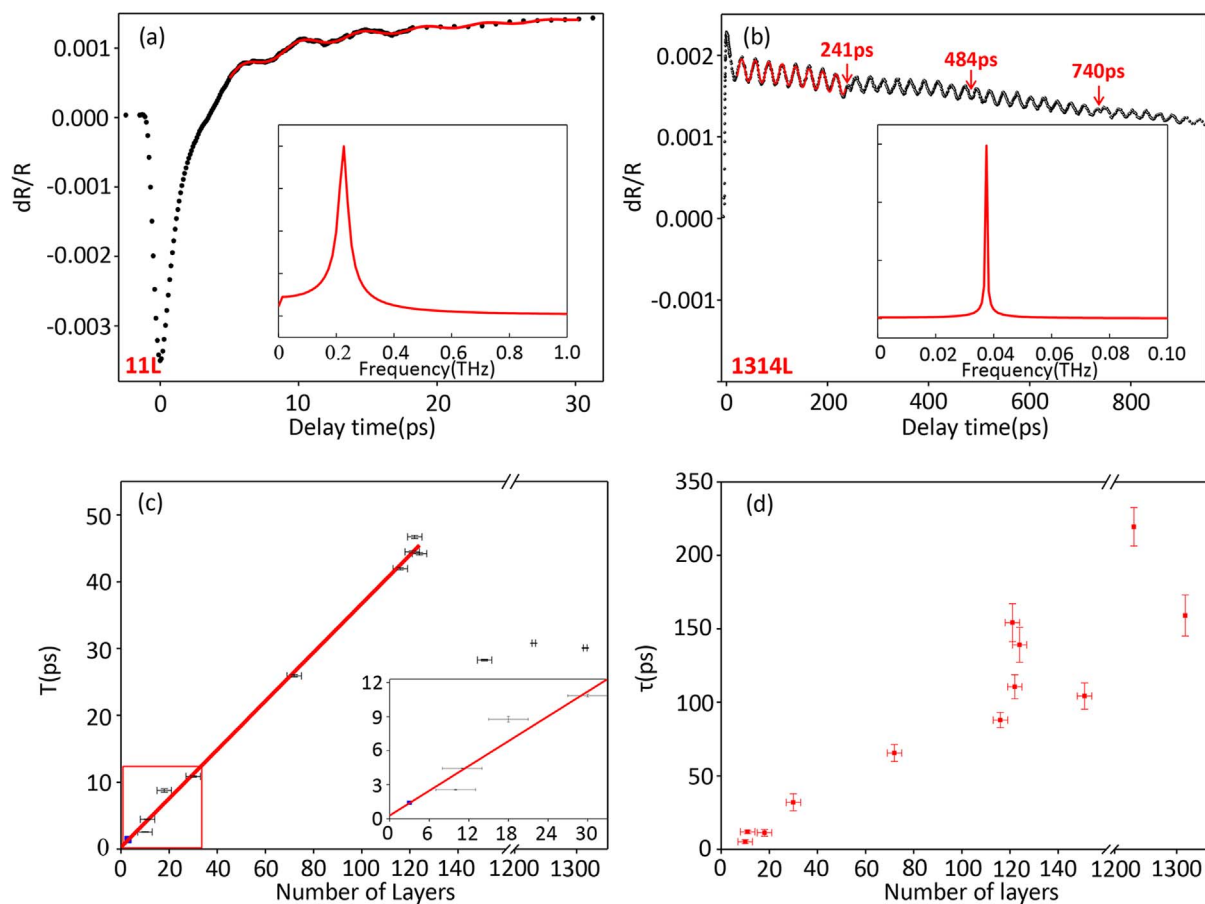 (a)
dR/R
0.001
0.000
-0.001
-0.002
-0.003
11L
0 0.2 0.4 0.6 0.8 1.0
Frequency(THz)
0 10 20 30
Delay time(ps)
(b)
dR/R
0.002
0.001
0.000
-0.001
241ps
484ps
740ps
1314L
0 0.02 0.04 0.06 0.08 0.10
Frequency(THz)
0 200 400 600 800
Delay time(ps)
(c)
T(ps)
50
40
30
20
10
0
12
9
6
3
0
6 12 18 24 30
0 20 40 60 80 100 120 140 1200 1300
Number of Layers
(d)
τ(ps)
350
200
150
100
50
0
0 20 40 60 80 100 120 140 1200 1300
Number of layers